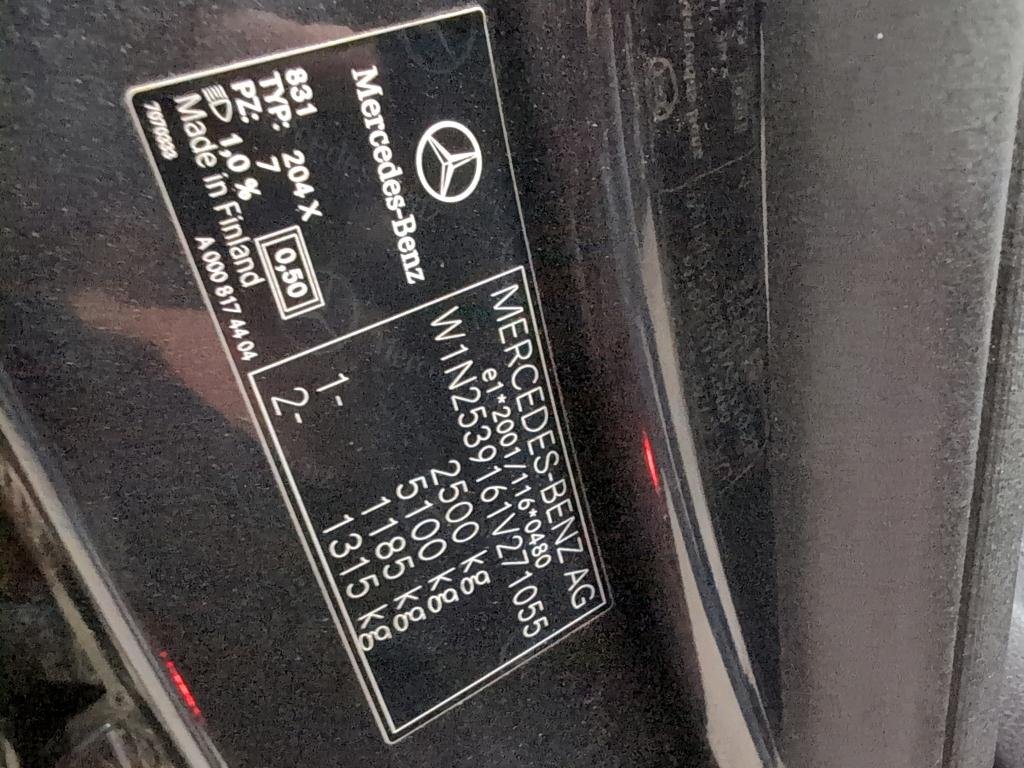 Mercedes-Benz
831
TYP: 204 X
PZ: 7
1,0 %
0,50
Made in Finland
A 000 817 44 04
MERCEDES-BENZ AG
e1*2001/116*0480
W1N2539161V271055
2500 kg
5100 kg
1- 1185 kg
2- 1315 kg